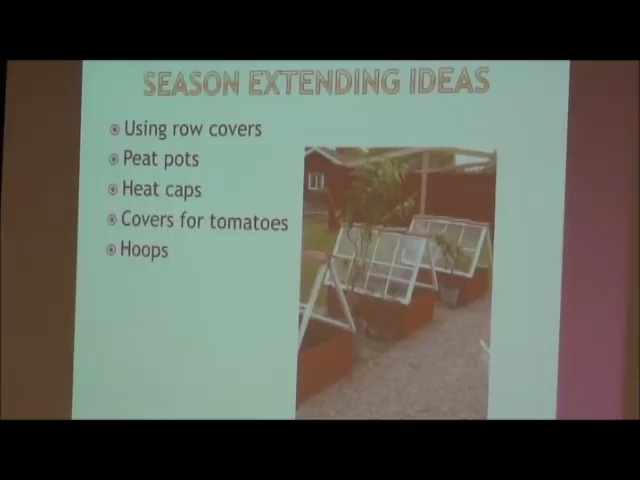 SEASON EXTENDING IDEAS
Using row covers
Peat pots
Heat caps
Covers for tomatoes
Hoops